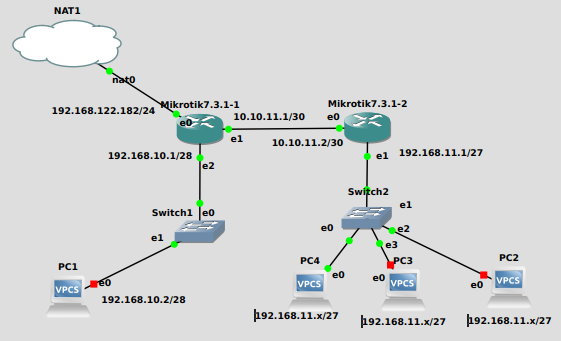 NAT1
nat0
192.168.122.182/24
Mikrotik7.3.1-1
e0
e1
10.10.11.1/30
Mikrotik7.3.1-2
e0
10.10.11.2/30
e1
192.168.11.1/27
192.168.10.1/28
e2
Switch1
e0
e1
Switch2
e1
e0
e2
e3
PC1
VPCS
e0
192.168.10.2/28
PC4
VPCS
e0
192.168.11.x/27
PC3
VPCS
e0
192.168.11.x/27
PC2
VPCS
e0
192.168.11.x/27